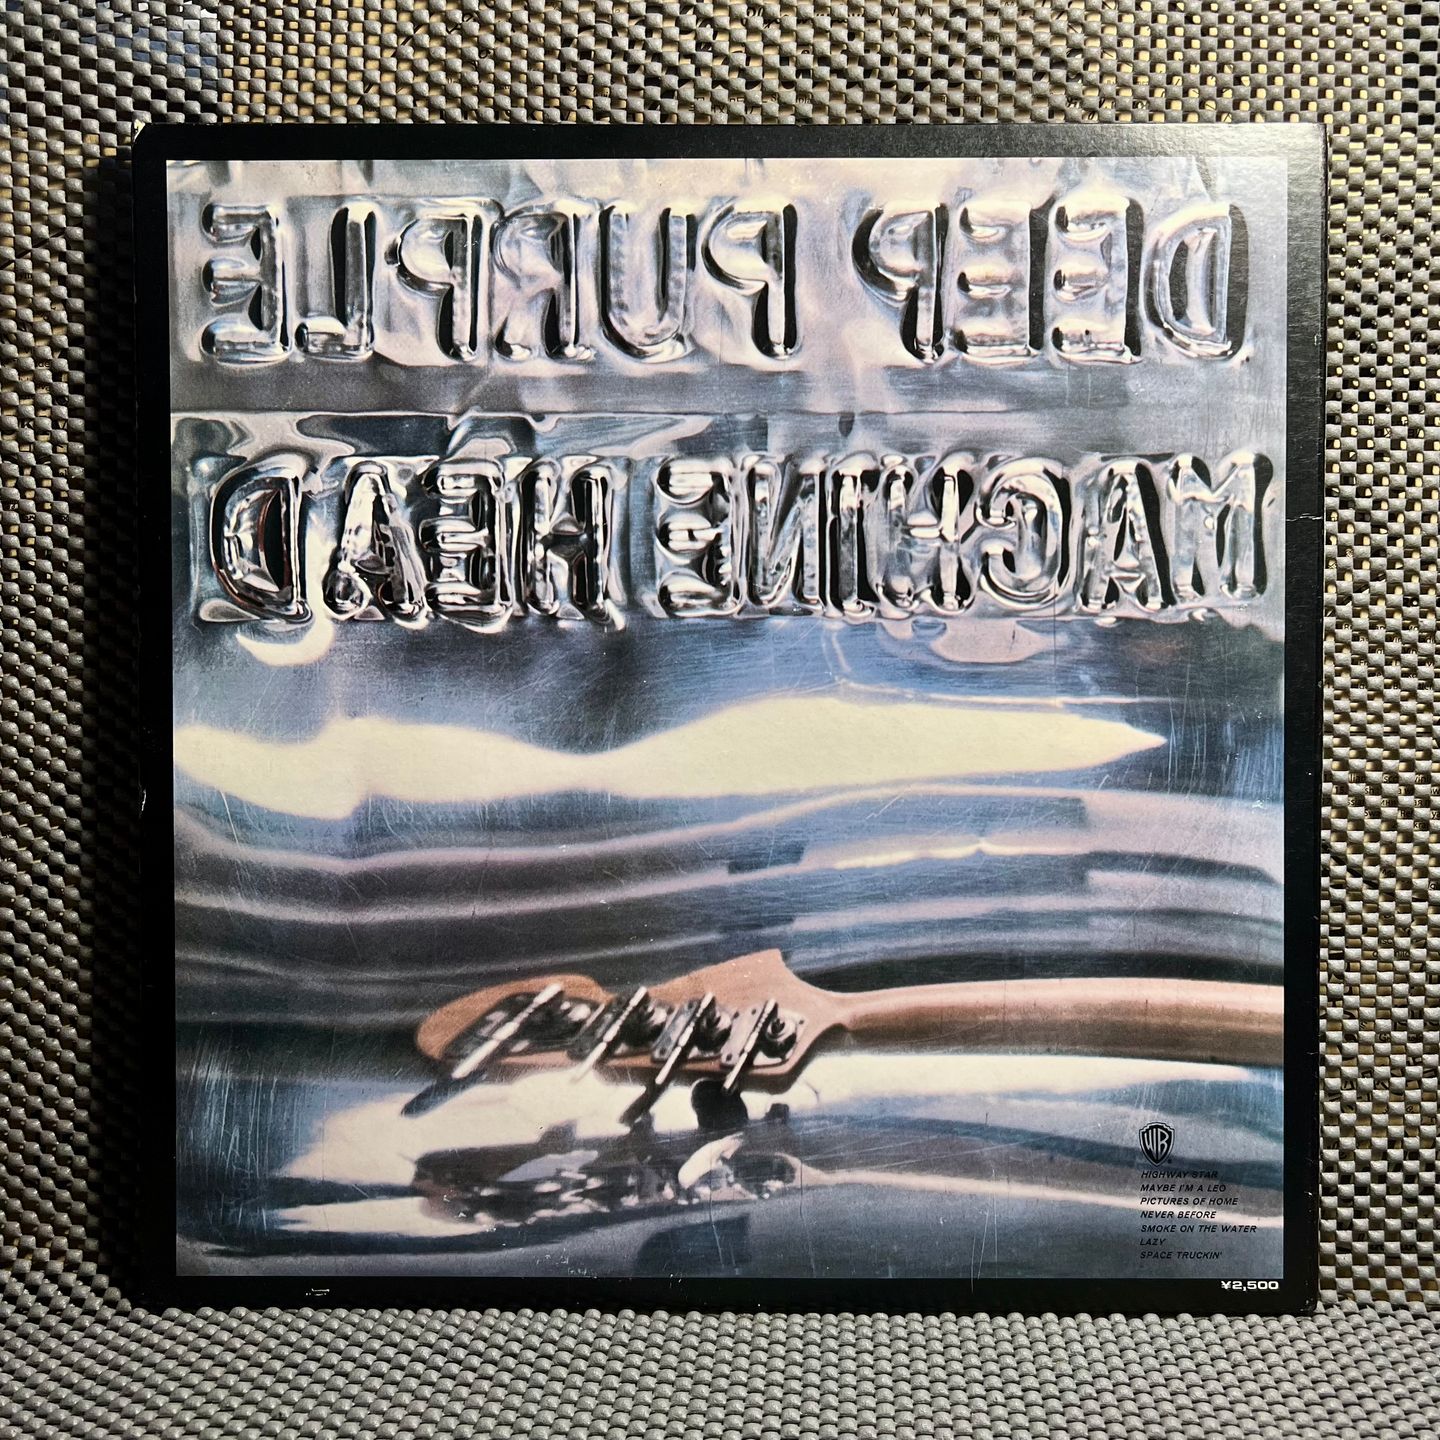 DEEP PURPLE
MACHINE HEAD
WB
HIGHWAY STAR
MAYBE I'M A LEO
PICTURES OF HOME
NEVER BEFORE
SMOKE ON THE WATER
LAZY
SPACE TRUCKIN'
¥2,500